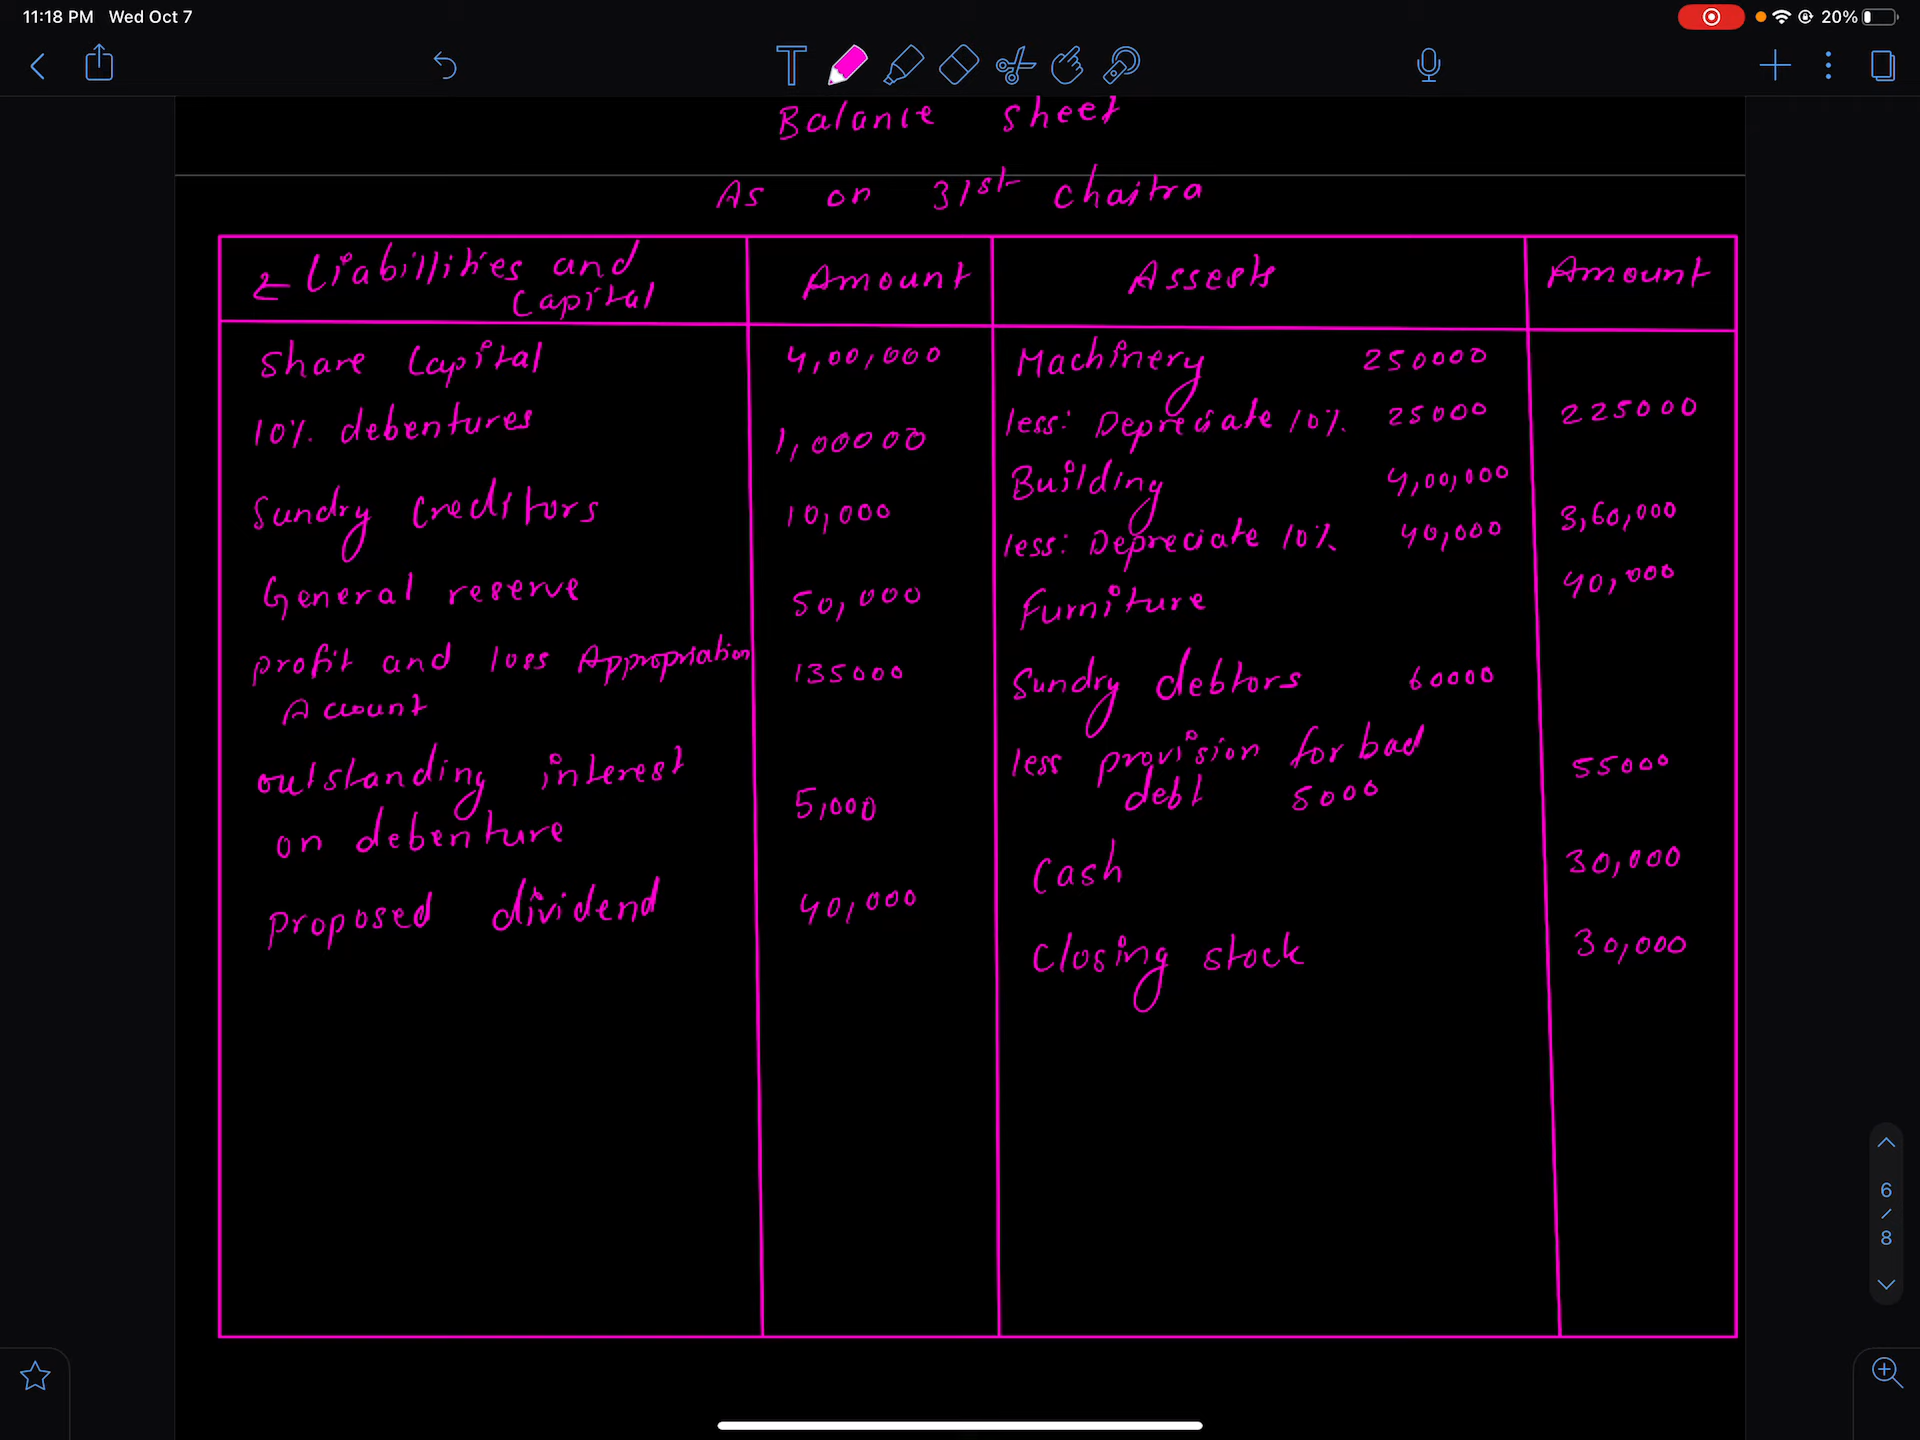 11:18 PM Wed Oct 7
20%
Balance sheet
As on 31st chaitra
Liabillities and Capital
Amount
Assests
Amount
Share Capital 4,00,000
10% debentures 1,00000
Sundry Creditors 10,000
General reserve 50,000
profit and loss Appropriation
Account 135000
outstanding interest
on debenture 5,000
proposed dividend 40,000
Machinery 250000
less: Depreciate 10% 25000 225000
Building 4,00,000
less: Depreciate 10% 40,000 3,60,000
Furniture 40,000
Sundry debtors 60000
less provision for bad
debt 5000 55000
Cash 30,000
Closing stock 30,000
6
/
8